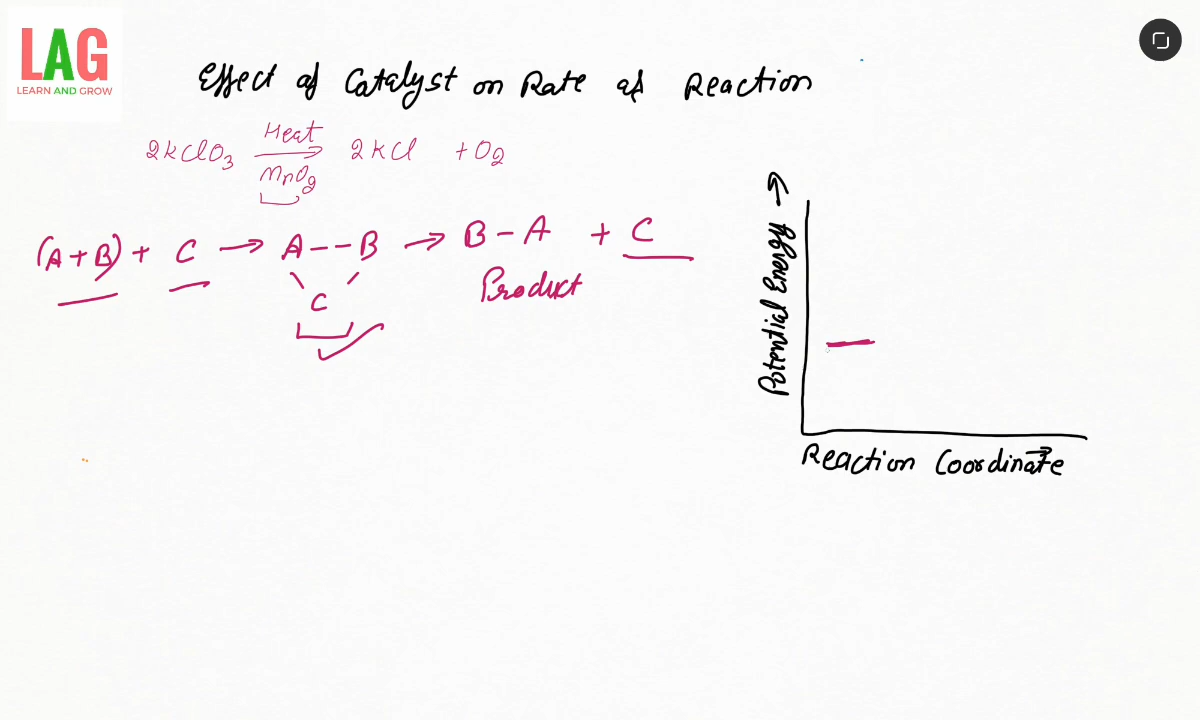 LAG
LEARN AND GROW
Effect of Catalyst on Rate of Reaction
2KClO3 Heat MnO2 2KCl + O2
(A+B) + C → A--B → B-A + C
C
Product
Potential Energy →
Reaction Coordinate →